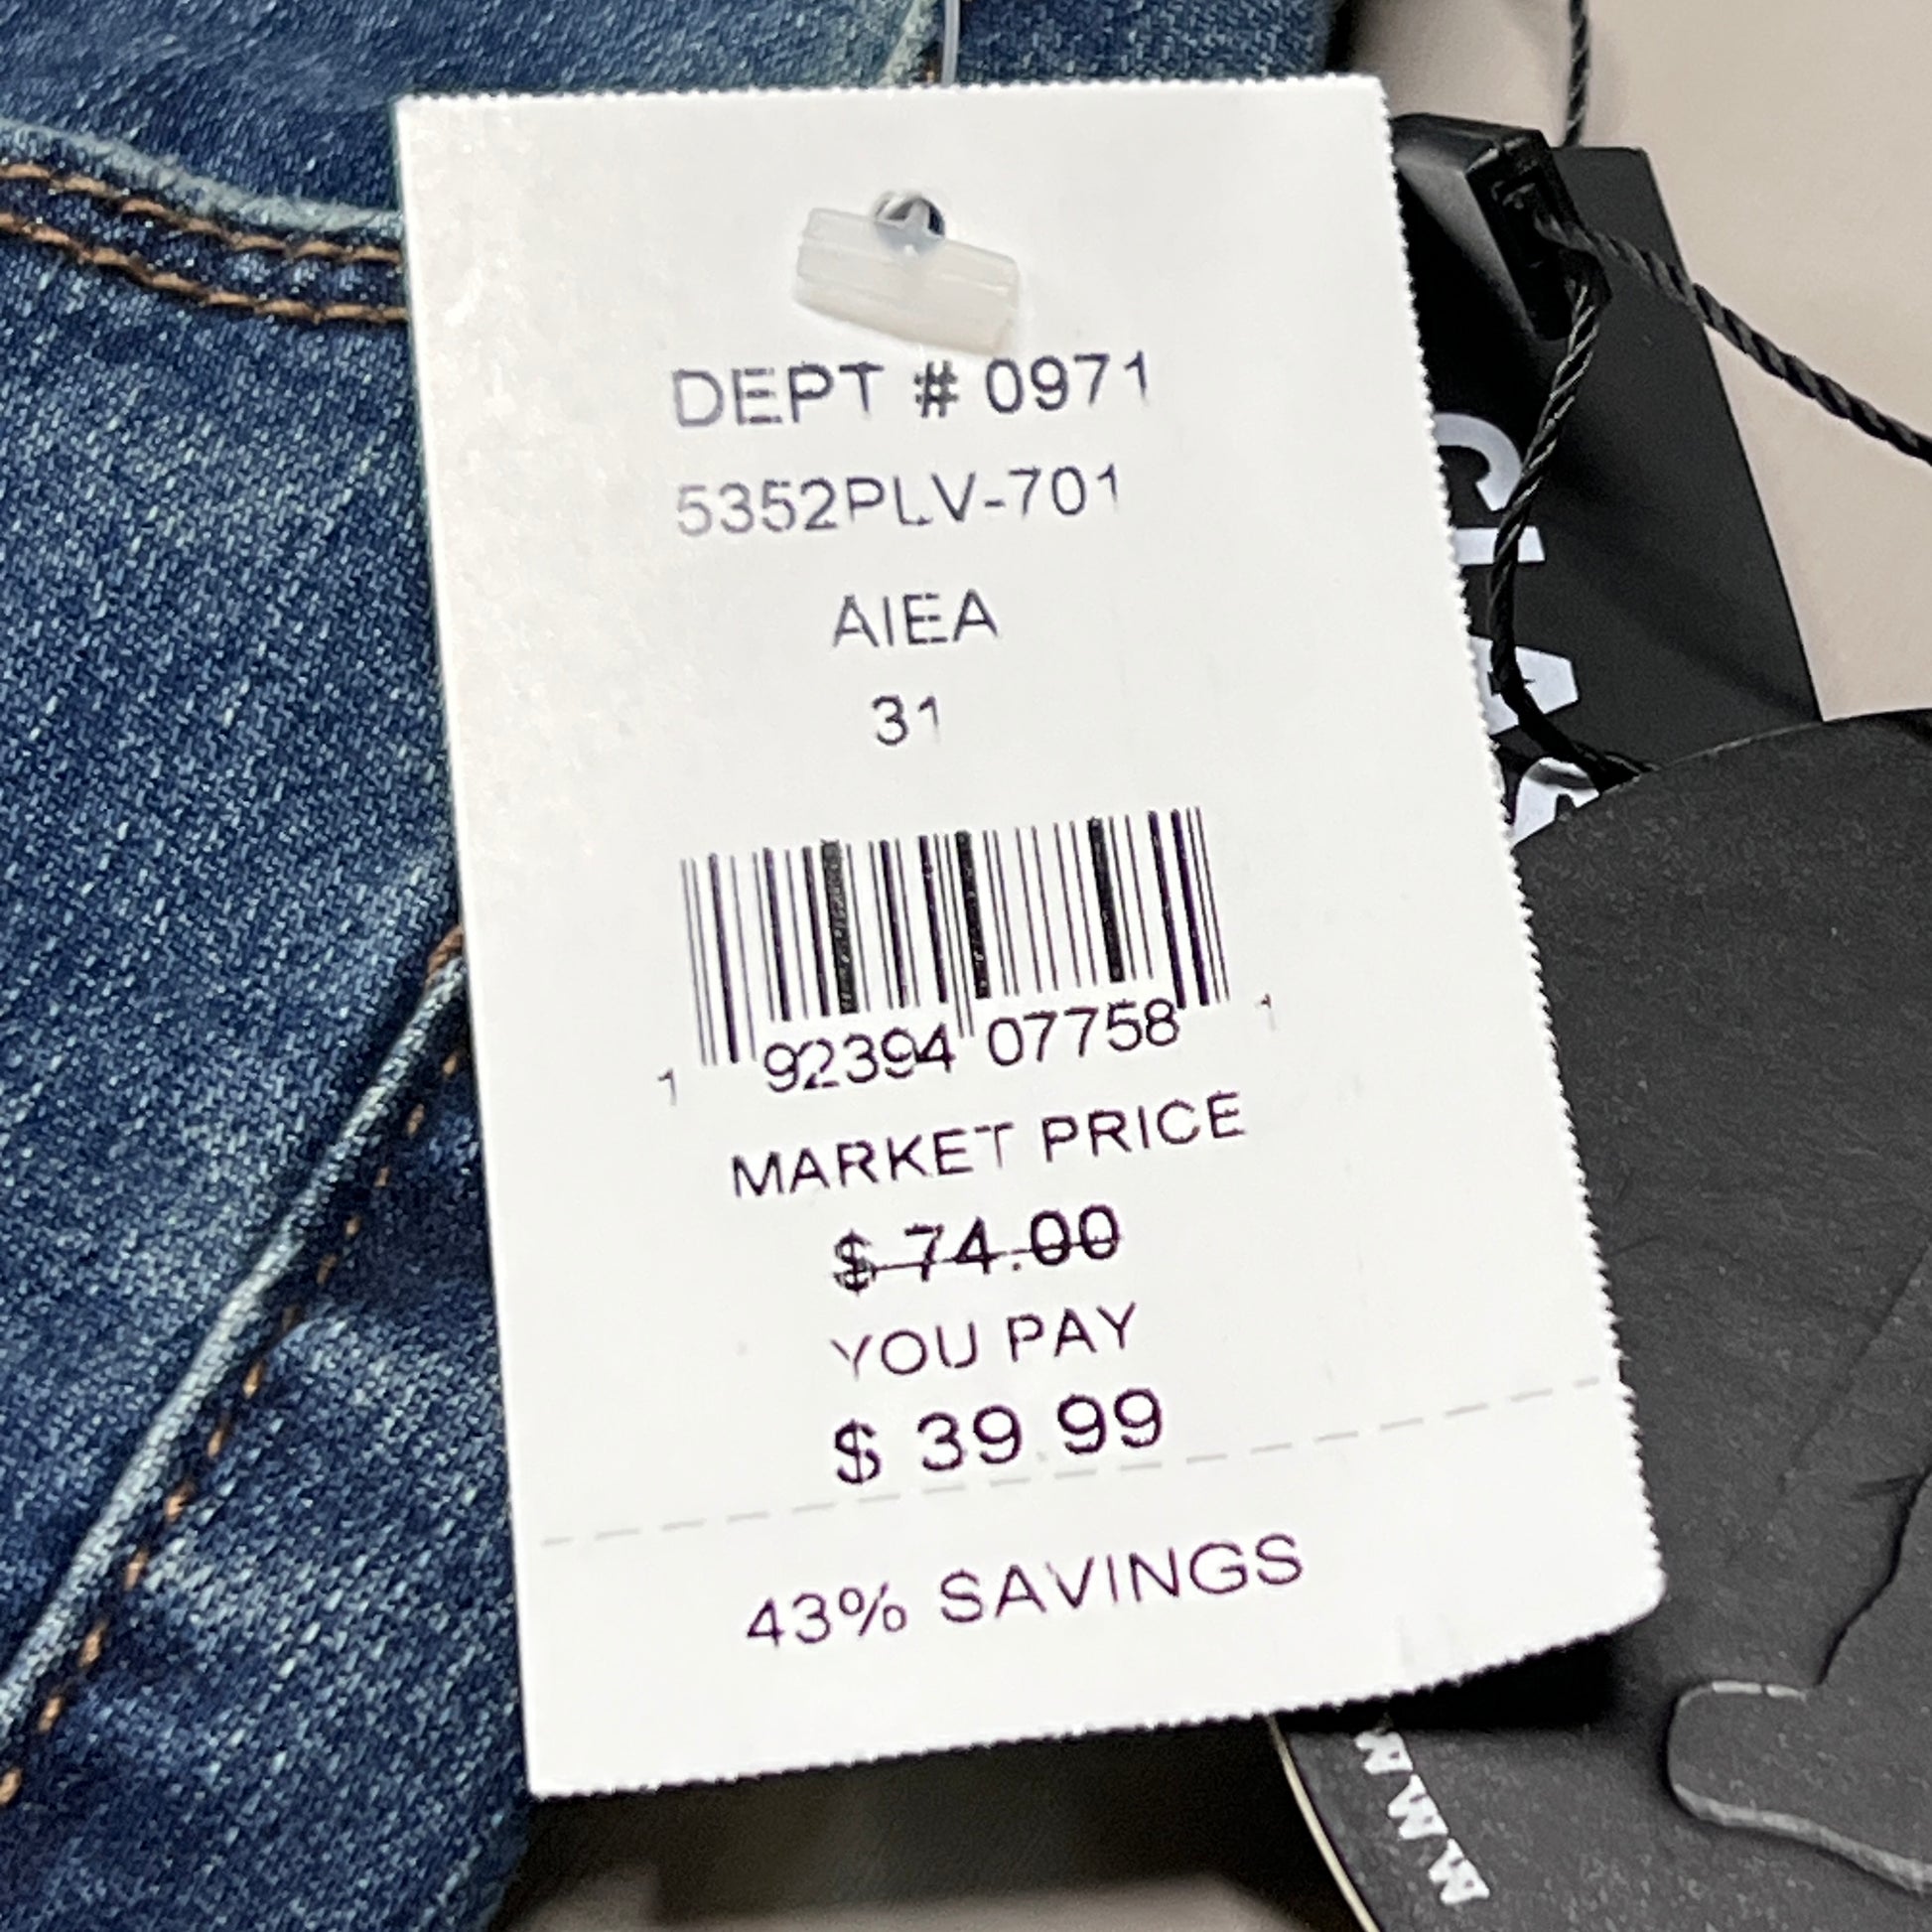 DEPT # 0971
5352PLV-701
AIEA
31
1 92394 07758 1
MARKET PRICE
$ 74.00
YOU PAY
$ 39.99
43% SAVINGS
WWW